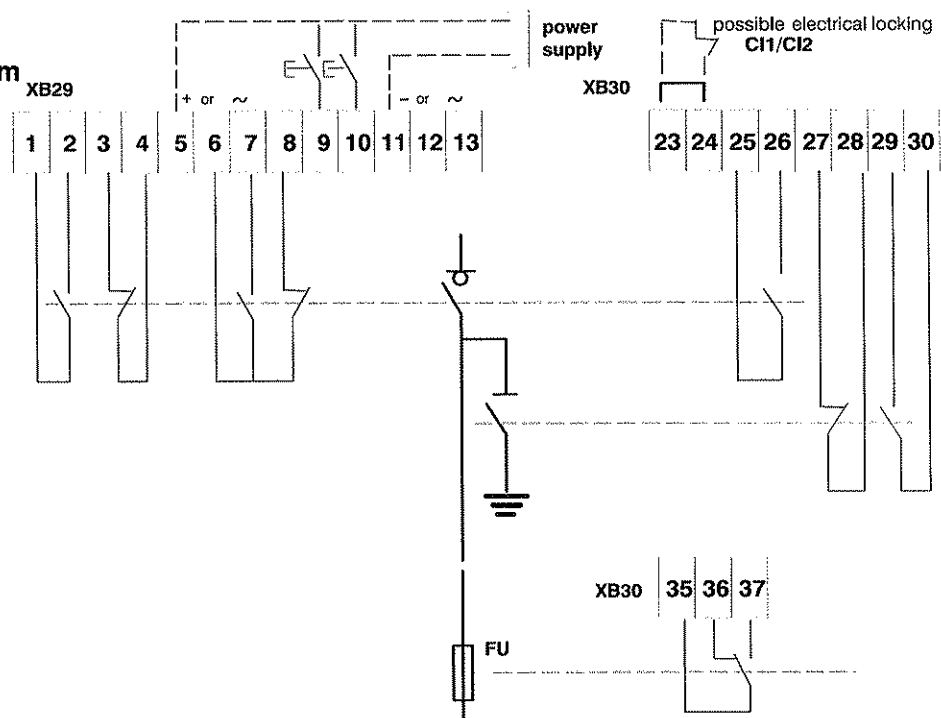 power
supply
possible electrical locking
CI1/CI2
m
XB29
+ or ~
– or ~
XB30
1 2 3 4 5 6 7 8 9 10 11 12 13
23 24 25 26 27 28 29 30
XB30 35 36 37
FU